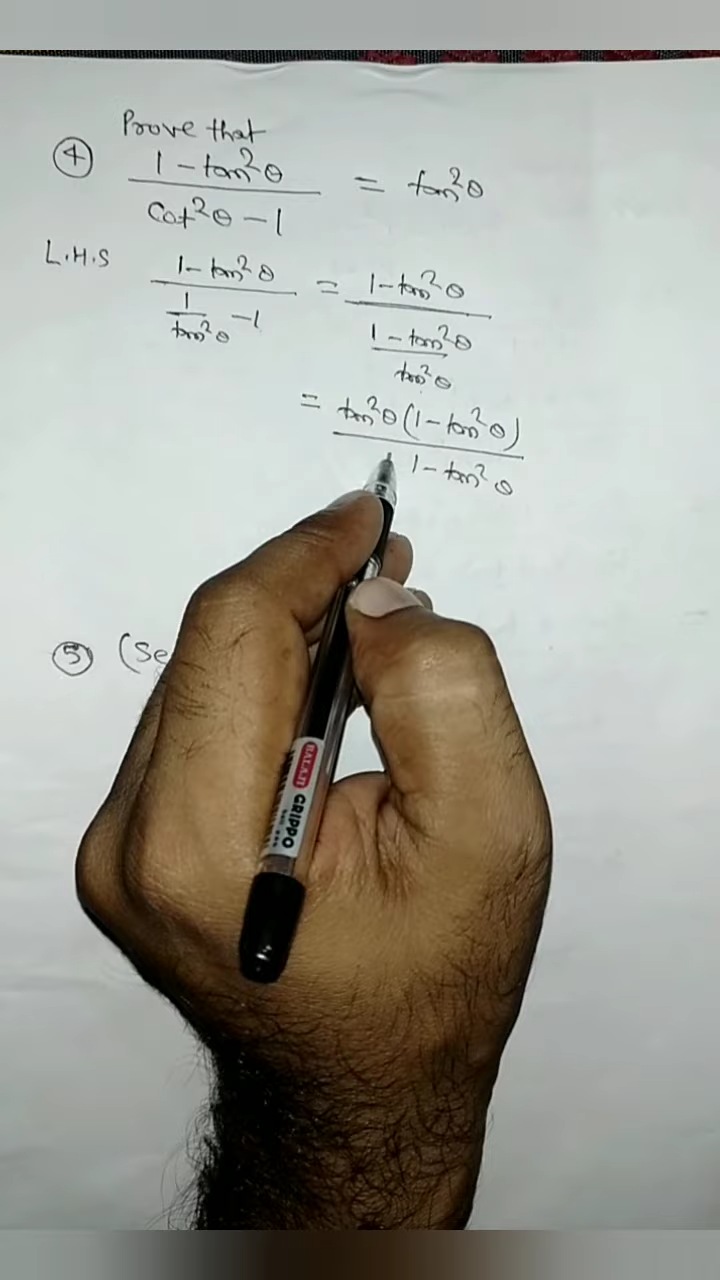 Prove that
④ 1 - tan²θ / cot²θ - 1 = tan²θ
L.H.S 1 - tan²θ / (1/tan²θ - 1) = 1 - tan²θ / (1 - tan²θ / tan²θ)
= tan²θ (1 - tan²θ) / 1 - tan²θ
⑤ (Se
BALAJI
GRIPPO